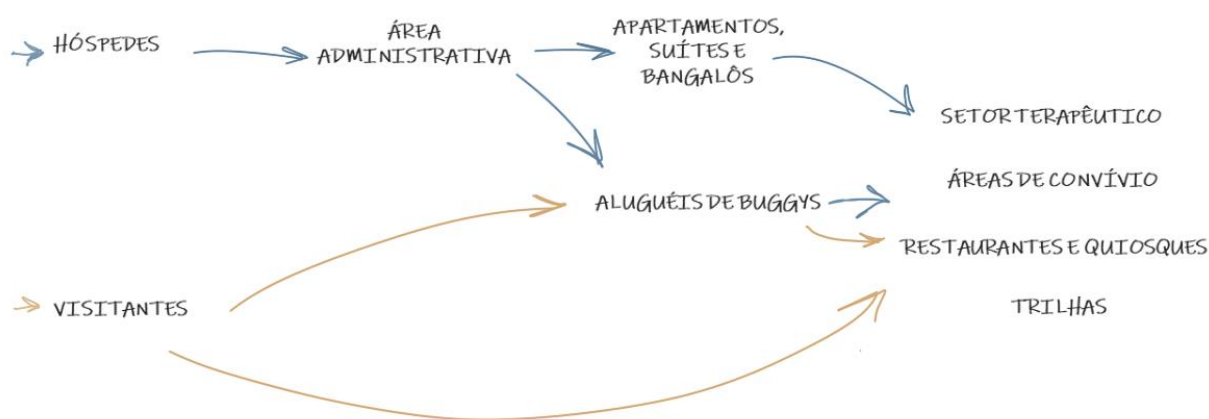 HÓSPEDES
ÁREA
ADMINISTRATIVA
APARTAMENTOS,
SUÍTES E
BANGALÔS
SETOR TERAPÊUTICO
ÁREAS DE CONVÍVIO
ALUGUÉIS DE BUGGYS
RESTAURANTES E QUIOSQUES
VISITANTES
TRILHAS